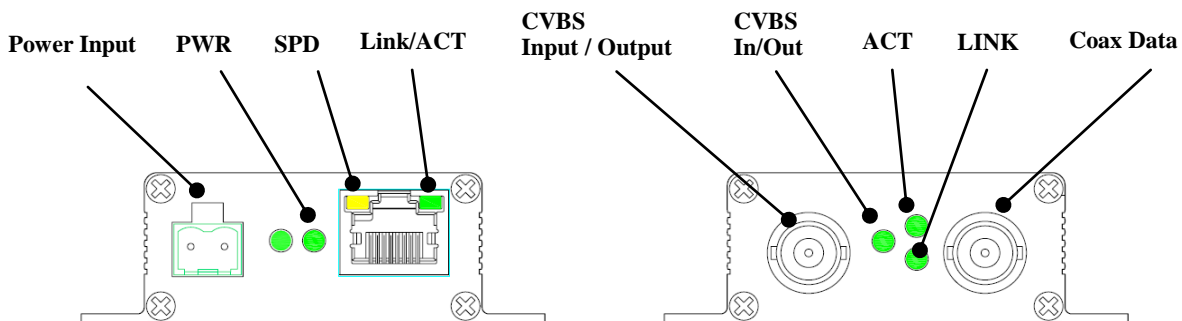 Power Input
PWR
SPD
Link/ACT
CVBS
Input / Output
CVBS
In/Out
ACT
LINK
Coax Data